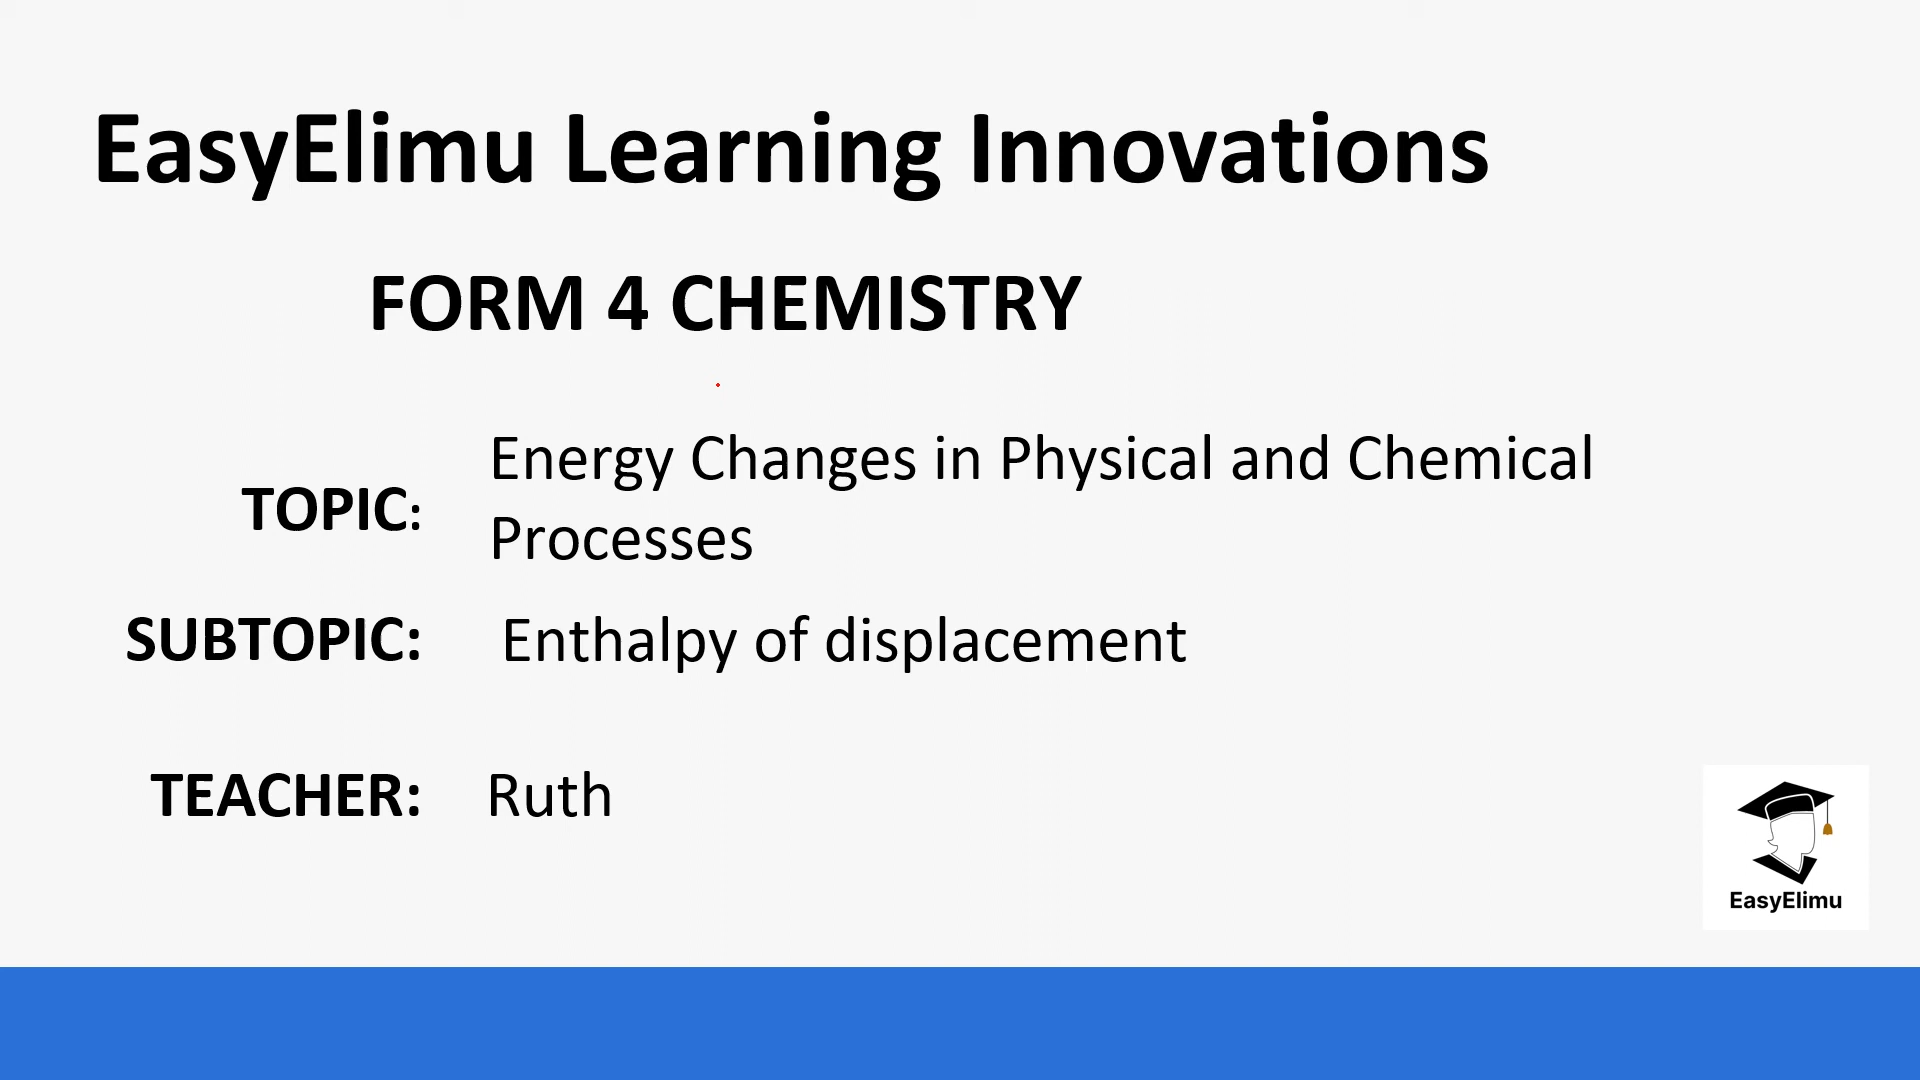 EasyElimu Learning Innovations
FORM 4 CHEMISTRY
TOPIC: Energy Changes in Physical and Chemical
Processes
SUBTOPIC: Enthalpy of displacement
TEACHER: Ruth
EasyElimu